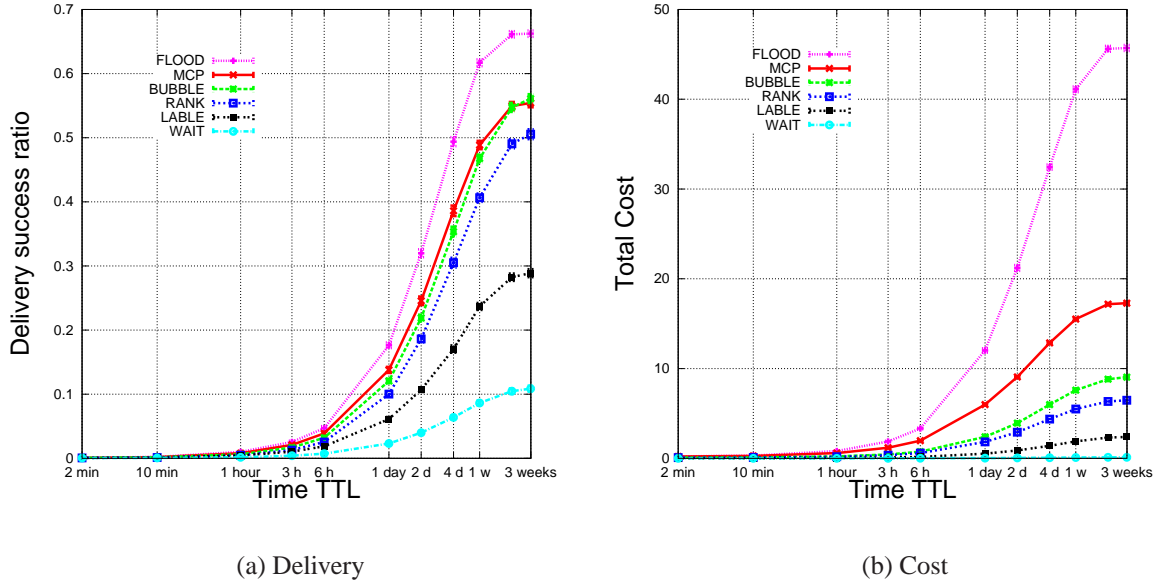 0.7
0.6
0.5
0.4
0.3
0.2
0.1
0
Delivery success ratio
FLOOD
MCP
BUBBLE
RANK
LABLE
WAIT
2 min 10 min 1 hour 3 h 6 h 1 day 2 d 4 d 1 w 3 weeks
Time TTL
(a) Delivery
50
40
30
20
10
0
Total Cost
FLOOD
MCP
BUBBLE
RANK
LABLE
WAIT
2 min 10 min 1 hour 3 h 6 h 1 day 2 d 4 d 1 w 3 weeks
Time TTL
(b) Cost